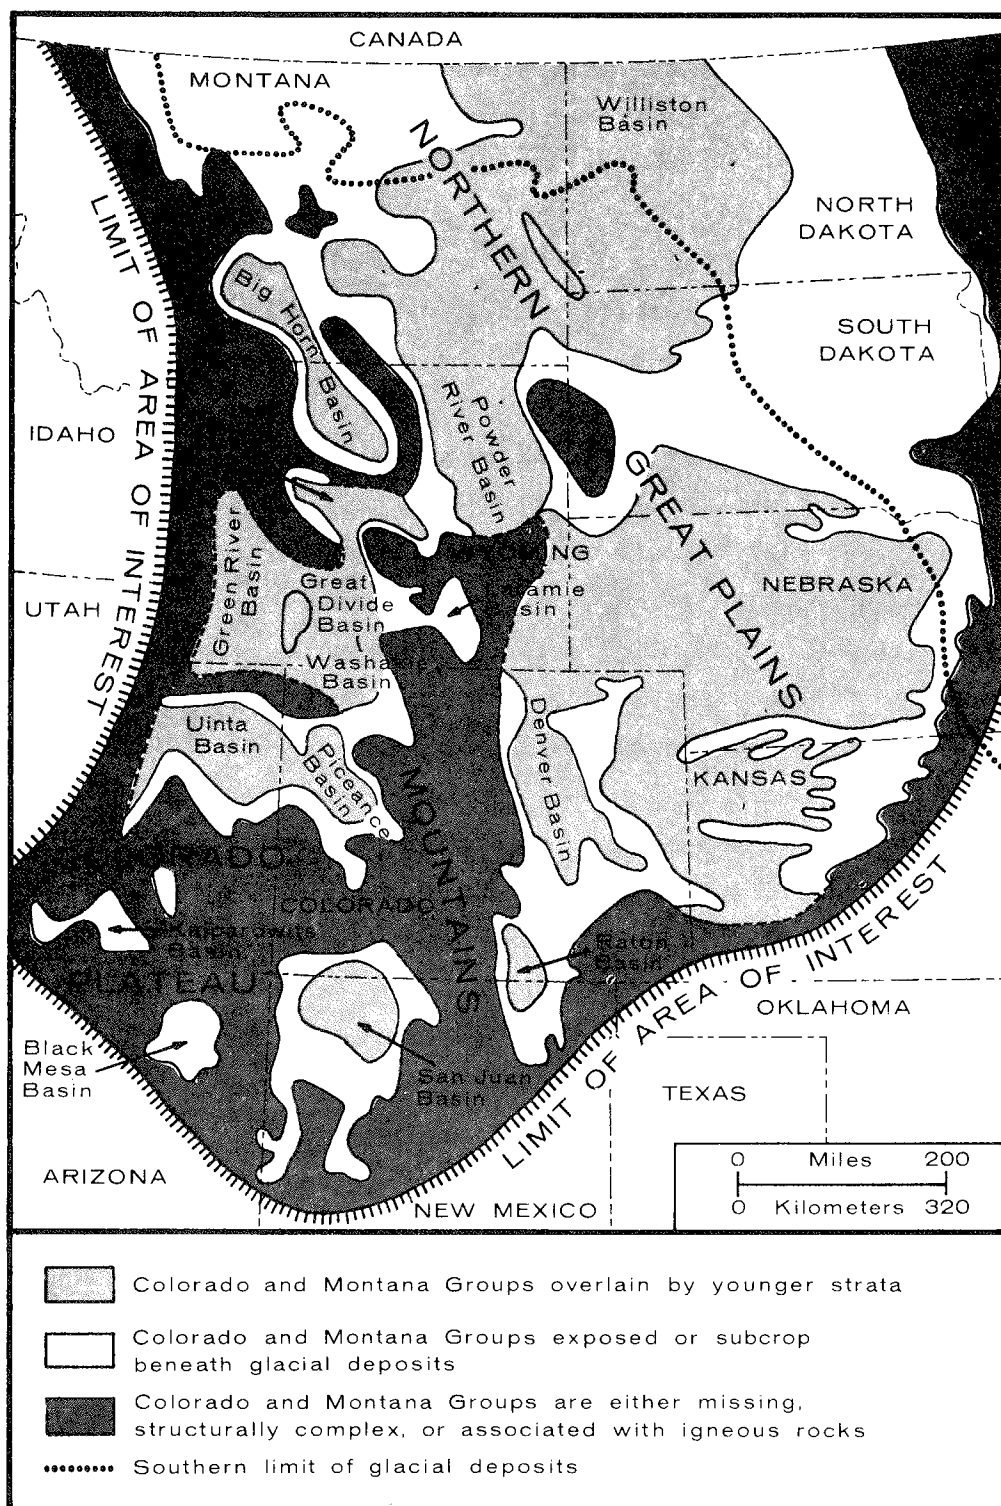 CANADA
MONTANA
Williston
Basin
NORTHERN
NORTH
DAKOTA
LIMIT OF AREA OF INTEREST
Big Horn Basin
SOUTH
DAKOTA
IDAHO
Powder
River Basin
GREAT PLAINS
WYOMING
Green River
Basin
Great
Divide
Basin
Laramie
Basin
NEBRASKA
UTAH
Washakie
Basin
Uinta
Basin
Piceance
Basin
Denver Basin
KANSAS
MOUNTAINS
COLORADO
COLORADO
Kaiparowits
Basin
Raton
Basin
PLATEAU
OKLAHOMA
Black
Mesa
Basin
San Juan
Basin
LIMIT OF AREA OF INTEREST
TEXAS
ARIZONA
NEW MEXICO
0 Miles 200
0 Kilometers 320
Colorado and Montana Groups overlain by younger strata
Colorado and Montana Groups exposed or subcrop
beneath glacial deposits
Colorado and Montana Groups are either missing,
structurally complex, or associated with igneous rocks
Southern limit of glacial deposits